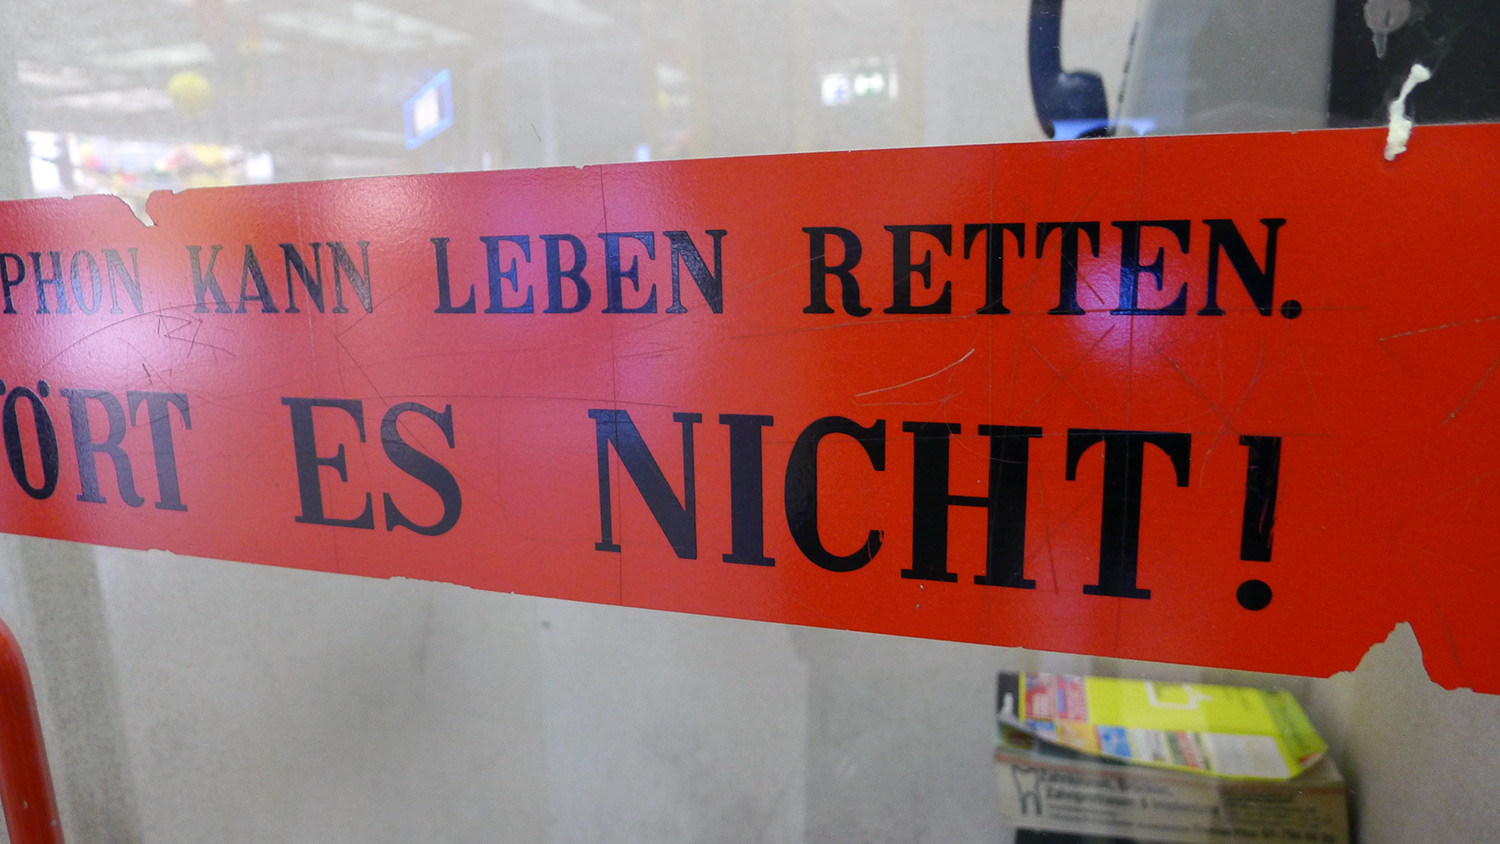 PHON KANN LEBEN RETTEN.
ÖRT ES NICHT!